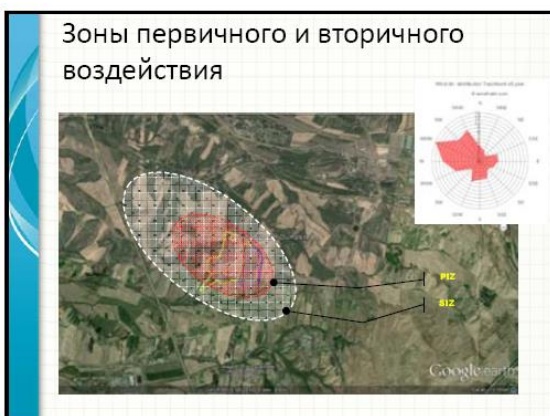 Зоны первичного и вторичного
воздействия
PIZ
SIZ
Google earth